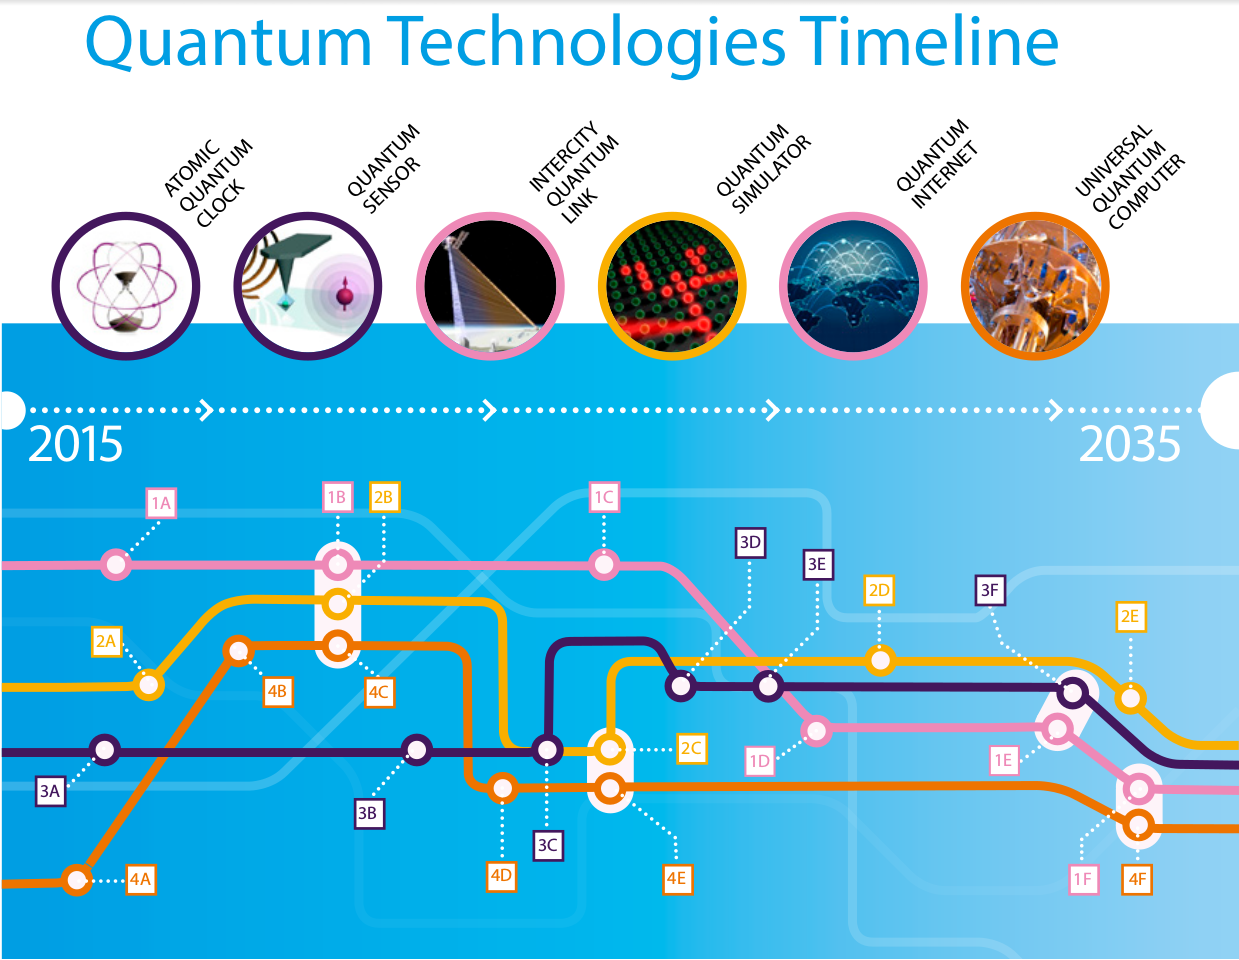 Quantum Technologies Timeline
ATOMIC
QUANTUM
CLOCK
QUANTUM
SENSOR
INTERCITY
QUANTUM
LINK
QUANTUM
SIMULATOR
QUANTUM
INTERNET
UNIVERSAL
QUANTUM
COMPUTER
2015
2035
1A
1B
2B
1C
3D
3E
2D
3F
2E
2A
4B
4C
2C
1D
1E
3A
3B
3C
4D
4E
4A
1F
4F